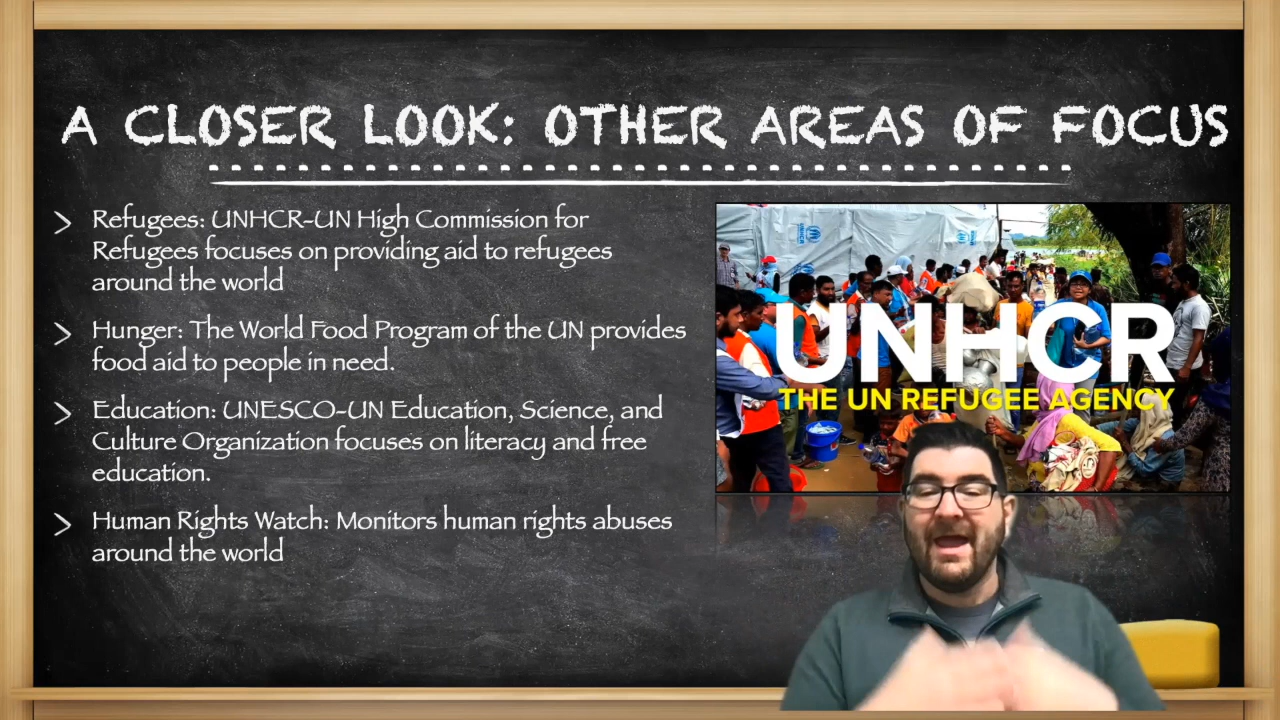 A CLOSER LOOK: OTHER AREAS OF FOCUS
Refugees: UNHCR-UN High Commission for
Refugees focuses on providing aid to refugees
around the world
Hunger: The World Food Program of the UN provides
food aid to people in need.
Education: UNESCO-UN Education, Science, and
Culture Organization focuses on literacy and free
education.
Human Rights Watch: Monitors human rights abuses
around the world
UNHCR
THE UN REFUGEE AGENCY